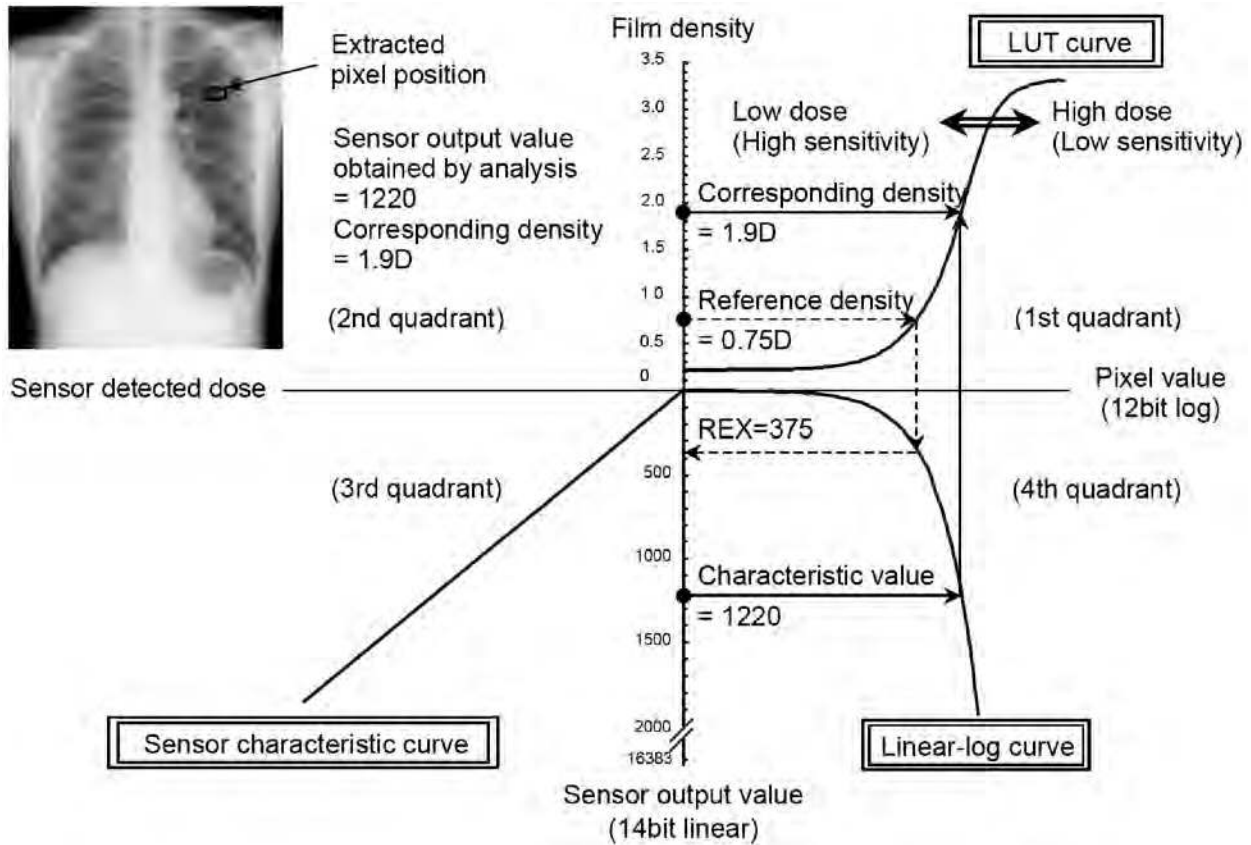 Extracted
pixel position
Sensor output value
obtained by analysis
= 1220
Corresponding density
= 1.9D
(2nd quadrant)
Film density
LUT curve
3.5
3.0
2.5
2.0
1.5
1.0
0.5
0
Low dose
(High sensitivity)
High dose
(Low sensitivity)
Corresponding density
= 1.9D
Reference density
= 0.75D
(1st quadrant)
Sensor detected dose
Pixel value
(12bit log)
REX=375
(3rd quadrant)
500
(4th quadrant)
1000
Characteristic value
= 1220
1500
2000
16383
Sensor characteristic curve
Linear-log curve
Sensor output value
(14bit linear)